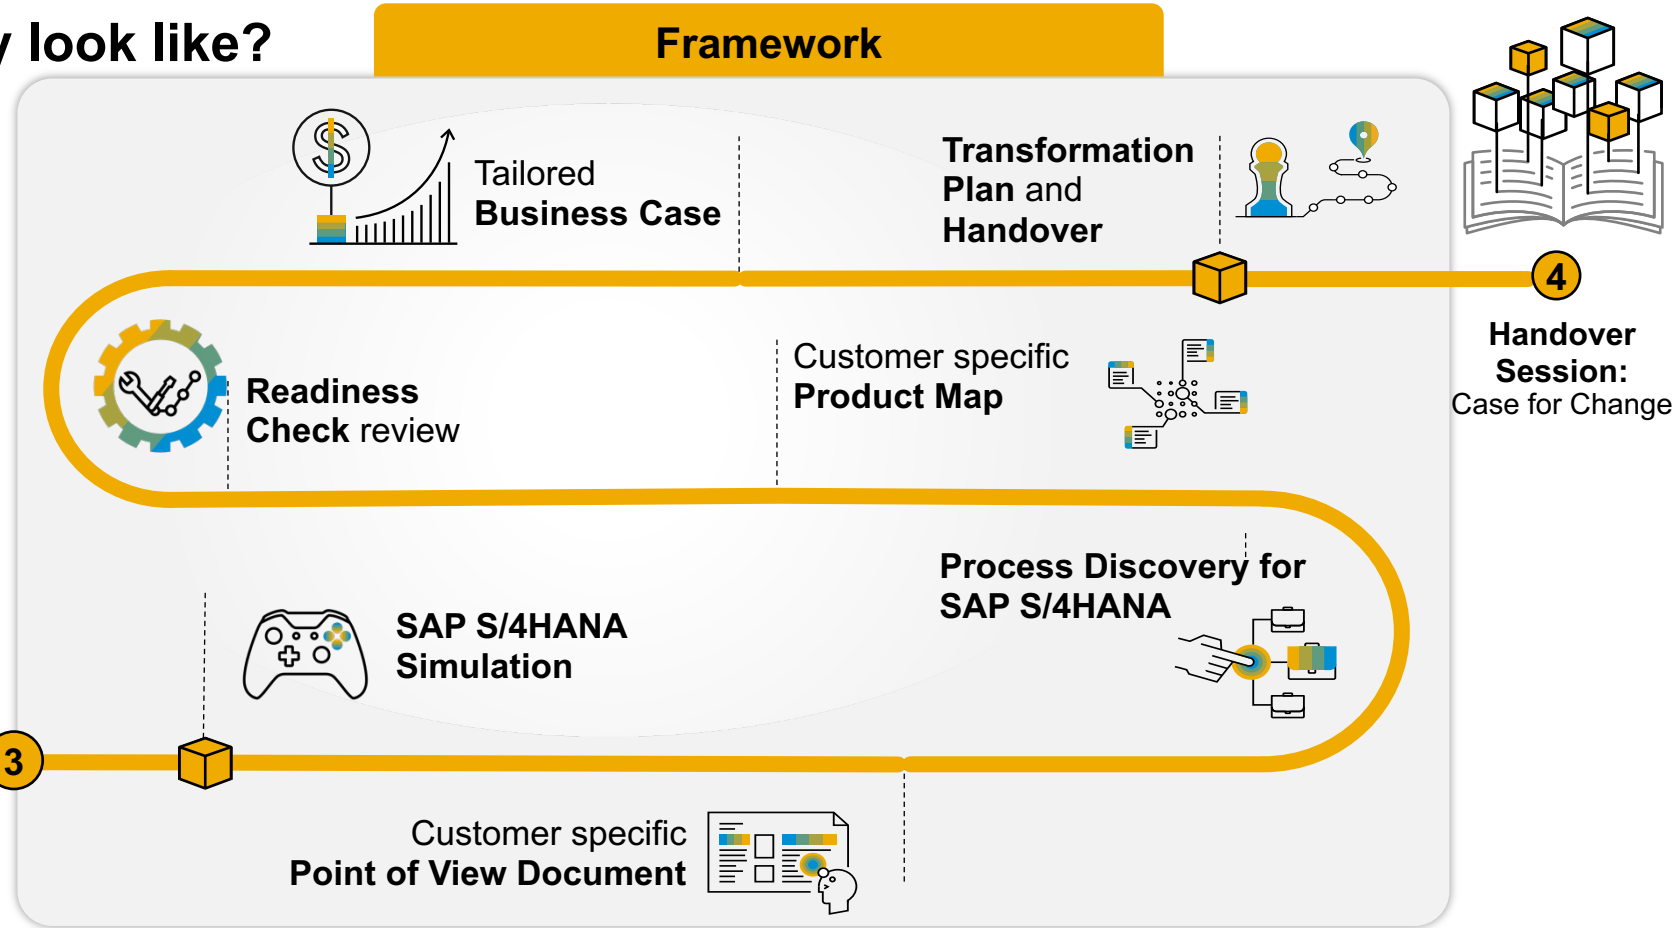 y look like?
Framework
Tailored
Business Case
Transformation
Plan and
Handover
4
Handover
Session:
Case for Change
Readiness
Check review
Customer specific
Product Map
Process Discovery for
SAP S/4HANA
SAP S/4HANA
Simulation
3
Customer specific
Point of View Document